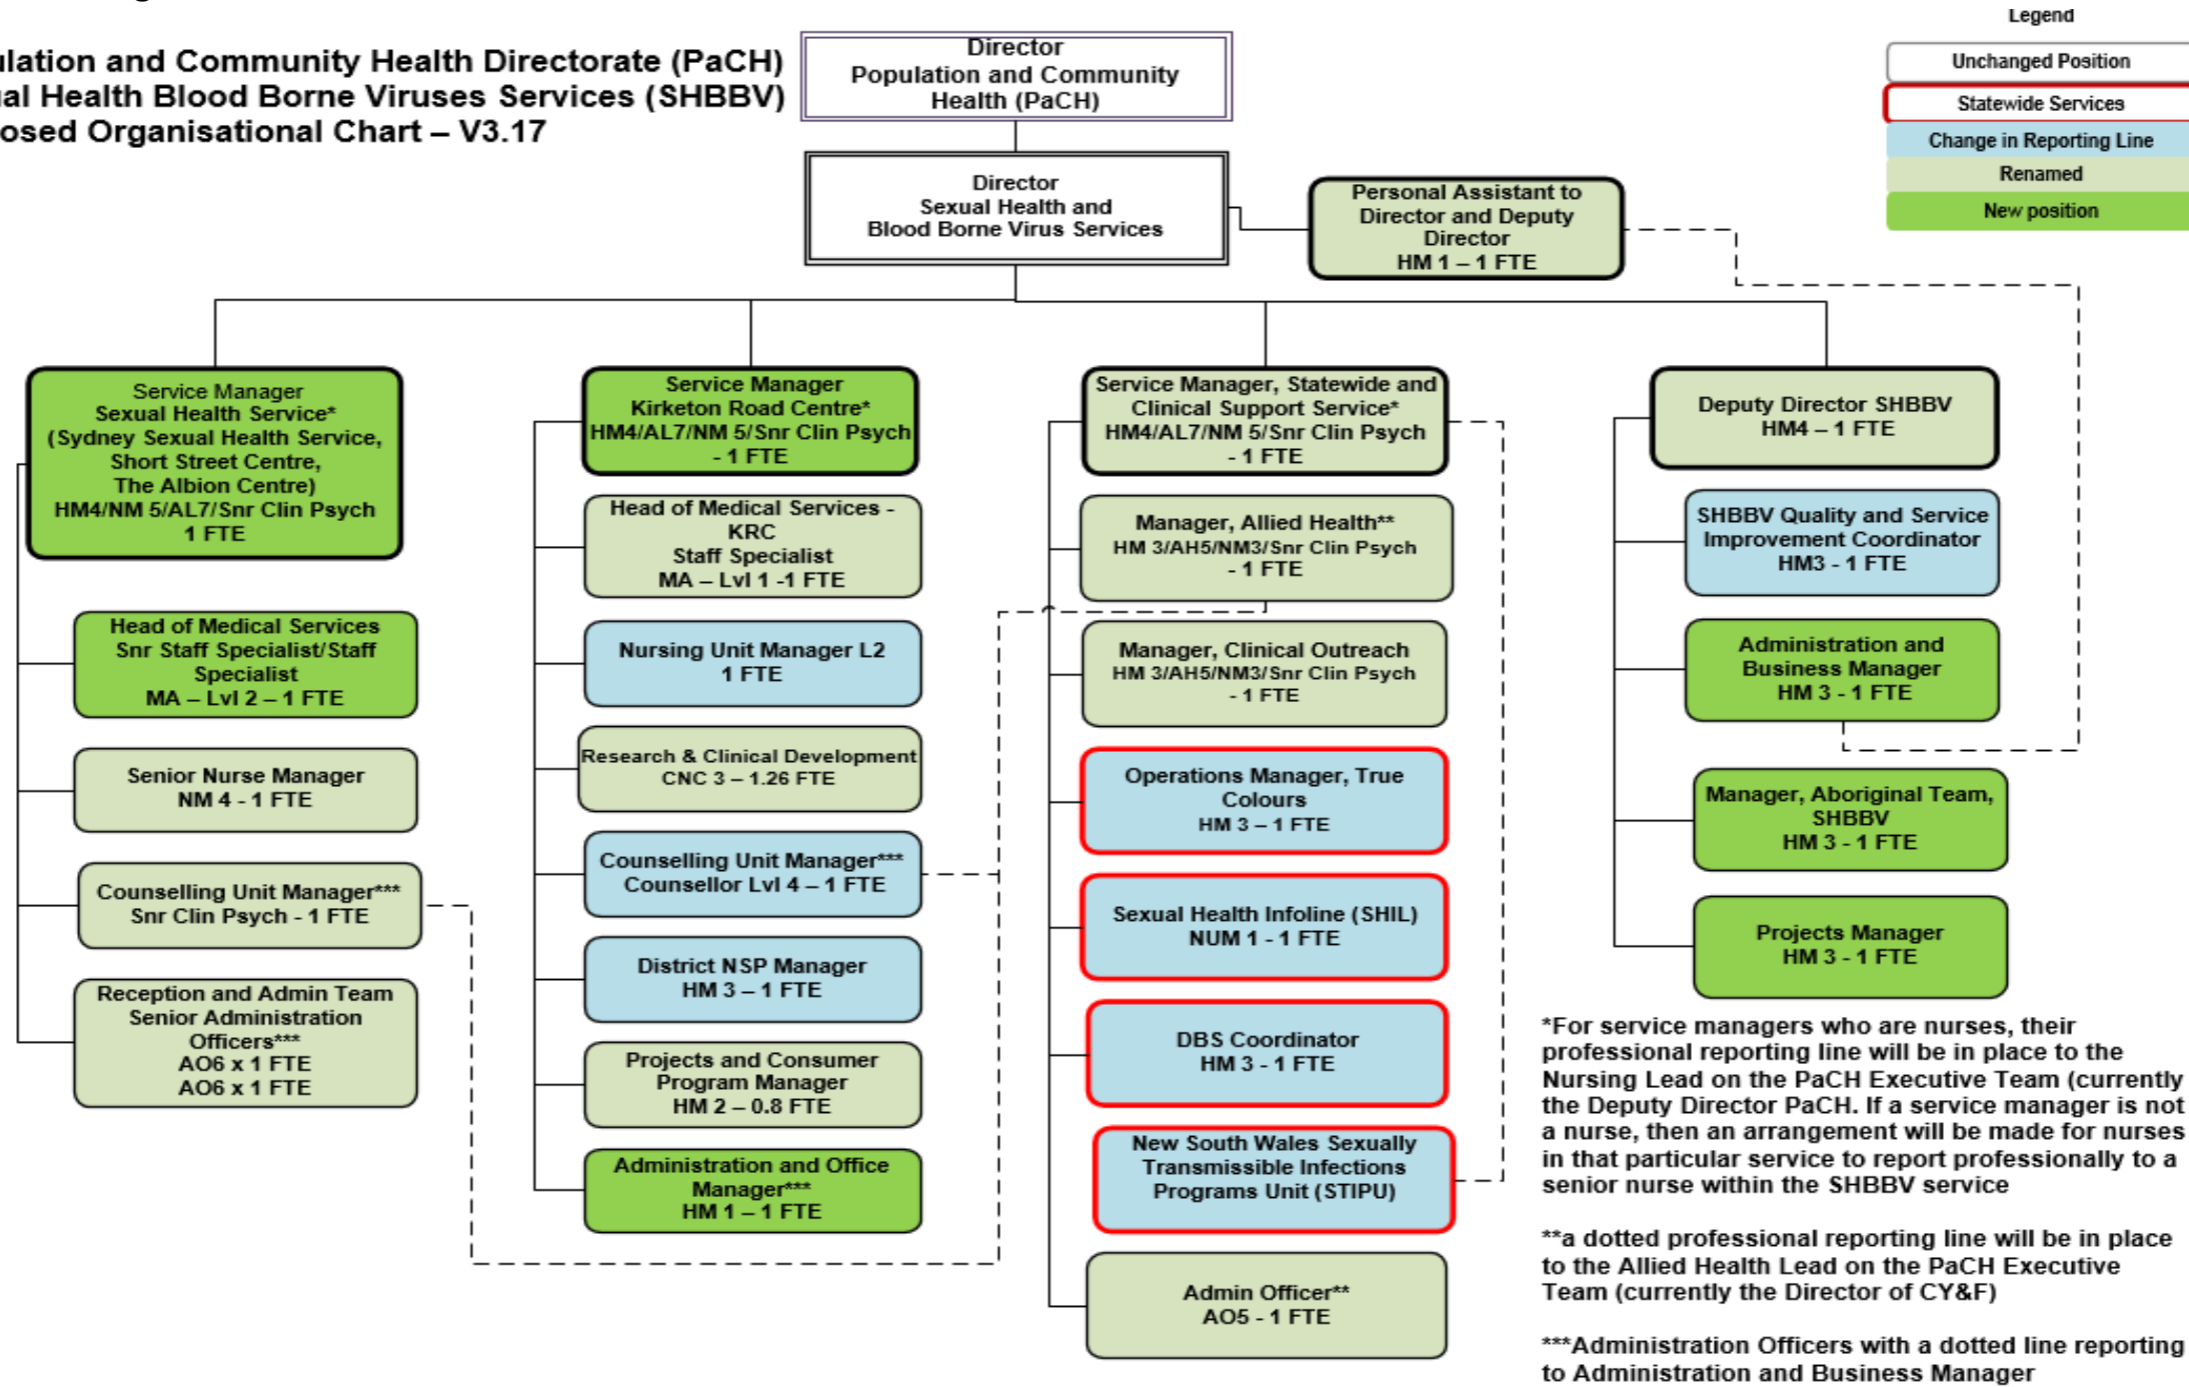 ulation and Community Health Directorate (PaCH)
ual Health Blood Borne Viruses Services (SHBBV)
osed Organisational Chart – V3.17
Director
Population and Community
Health (PaCH)
Legend
Unchanged Position
Statewide Services
Change in Reporting Line
Renamed
New position
Director
Sexual Health and
Blood Borne Virus Services
Personal Assistant to
Director and Deputy
Director
HM 1 – 1 FTE
Service Manager
Sexual Health Service*
(Sydney Sexual Health Service,
Short Street Centre,
The Albion Centre)
HM4/NM 5/AL7/Snr Clin Psych
1 FTE
Head of Medical Services
Snr Staff Specialist/Staff
Specialist
MA – Lvl 2 – 1 FTE
Senior Nurse Manager
NM 4 - 1 FTE
Counselling Unit Manager***
Snr Clin Psych - 1 FTE
Reception and Admin Team
Senior Administration
Officers***
AO6 x 1 FTE
AO6 x 1 FTE
Service Manager
Kirketon Road Centre*
HM4/AL7/NM 5/Snr Clin Psych
- 1 FTE
Head of Medical Services -
KRC
Staff Specialist
MA – Lvl 1 -1 FTE
Nursing Unit Manager L2
1 FTE
Research & Clinical Development
CNC 3 – 1.26 FTE
Counselling Unit Manager***
Counsellor Lvl 4 – 1 FTE
District NSP Manager
HM 3 – 1 FTE
Projects and Consumer
Program Manager
HM 2 – 0.8 FTE
Administration and Office
Manager***
HM 1 – 1 FTE
Service Manager, Statewide and
Clinical Support Service*
HM4/AL7/NM 5/Snr Clin Psych
- 1 FTE
Manager, Allied Health**
HM 3/AH5/NM3/Snr Clin Psych
- 1 FTE
Manager, Clinical Outreach
HM 3/AH5/NM3/Snr Clin Psych
- 1 FTE
Operations Manager, True
Colours
HM 3 – 1 FTE
Sexual Health Infoline (SHIL)
NUM 1 - 1 FTE
DBS Coordinator
HM 3 - 1 FTE
New South Wales Sexually
Transmissible Infections
Programs Unit (STIPU)
Admin Officer**
AO5 - 1 FTE
Deputy Director SHBBV
HM4 – 1 FTE
SHBBV Quality and Service
Improvement Coordinator
HM3 - 1 FTE
Administration and
Business Manager
HM 3 - 1 FTE
Manager, Aboriginal Team,
SHBBV
HM 3 - 1 FTE
Projects Manager
HM 3 - 1 FTE
*For service managers who are nurses, their
professional reporting line will be in place to the
Nursing Lead on the PaCH Executive Team (currently
the Deputy Director PaCH. If a service manager is not
a nurse, then an arrangement will be made for nurses
in that particular service to report professionally to a
senior nurse within the SHBBV service
**a dotted professional reporting line will be in place
to the Allied Health Lead on the PaCH Executive
Team (currently the Director of CY&F)
***Administration Officers with a dotted line reporting
to Administration and Business Manager